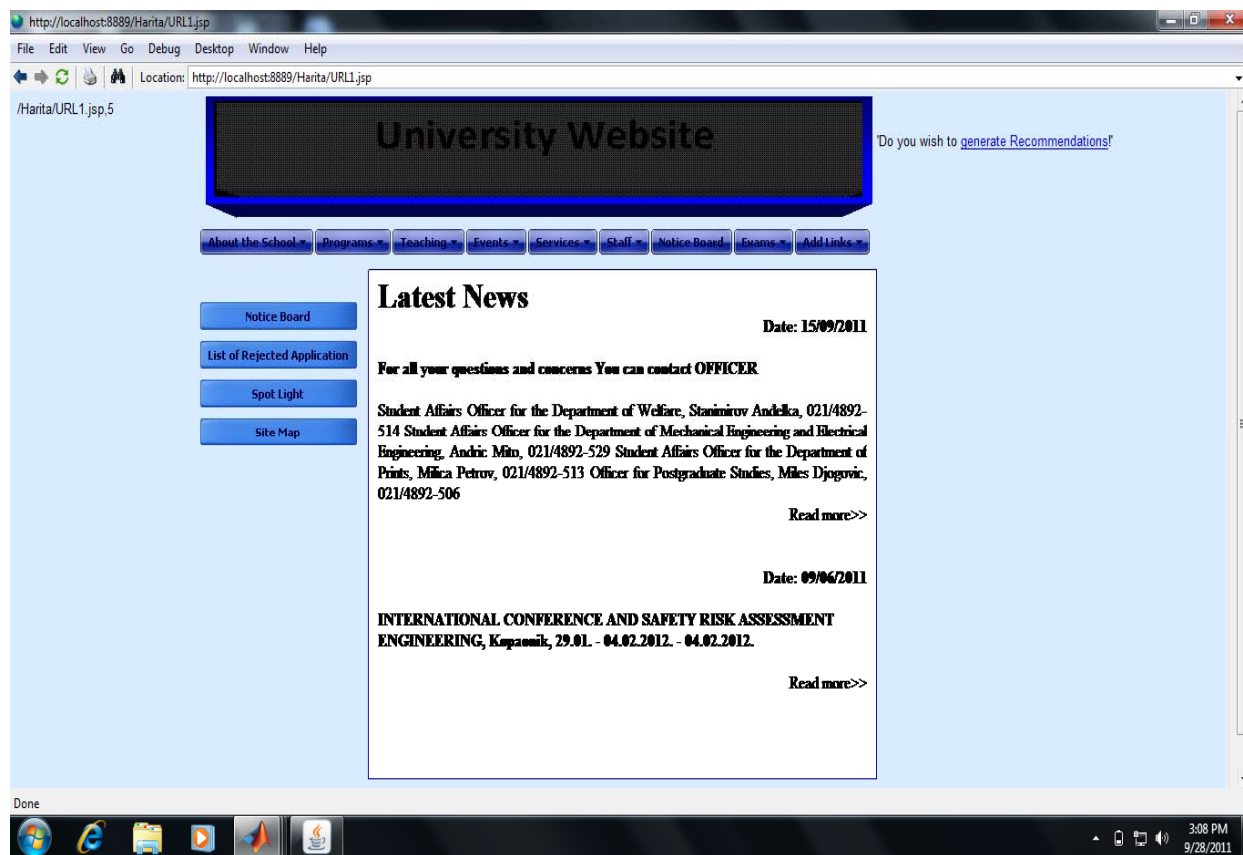 http://localhost:8889/Harita/URL1.jsp
File Edit View Go Debug Desktop Window Help
Location: http://localhost:8889/Harita/URL1.jsp
/Harita/URL1.jsp,5
University Website
'Do you wish to generate Recommendations!'
About the School Programs Teaching Events Services Staff Notice Board Exams Add Links
Notice Board
List of Rejected Application
Spot Light
Site Map
Latest News
Date: 15/09/2011
For all your questions and concerns You can contact OFFICER
Student Affairs Officer for the Department of Welfare, Stanimirov Andelka, 021/4892-
514 Student Affairs Officer for the Department of Mechanical Engineering and Electrical
Engineering, Andric Mito, 021/4892-529 Student Affairs Officer for the Department of
Prints, Milica Petrov, 021/4892-513 Officer for Postgraduate Studies, Miles Djogovic,
021/4892-506
Read more>>
Date: 09/06/2011
INTERNATIONAL CONFERENCE AND SAFETY RISK ASSESSMENT
ENGINEERING, Kopaonik, 29.01. - 04.02.2012. - 04.02.2012.
Read more>>
Done
3:08 PM
9/28/2011